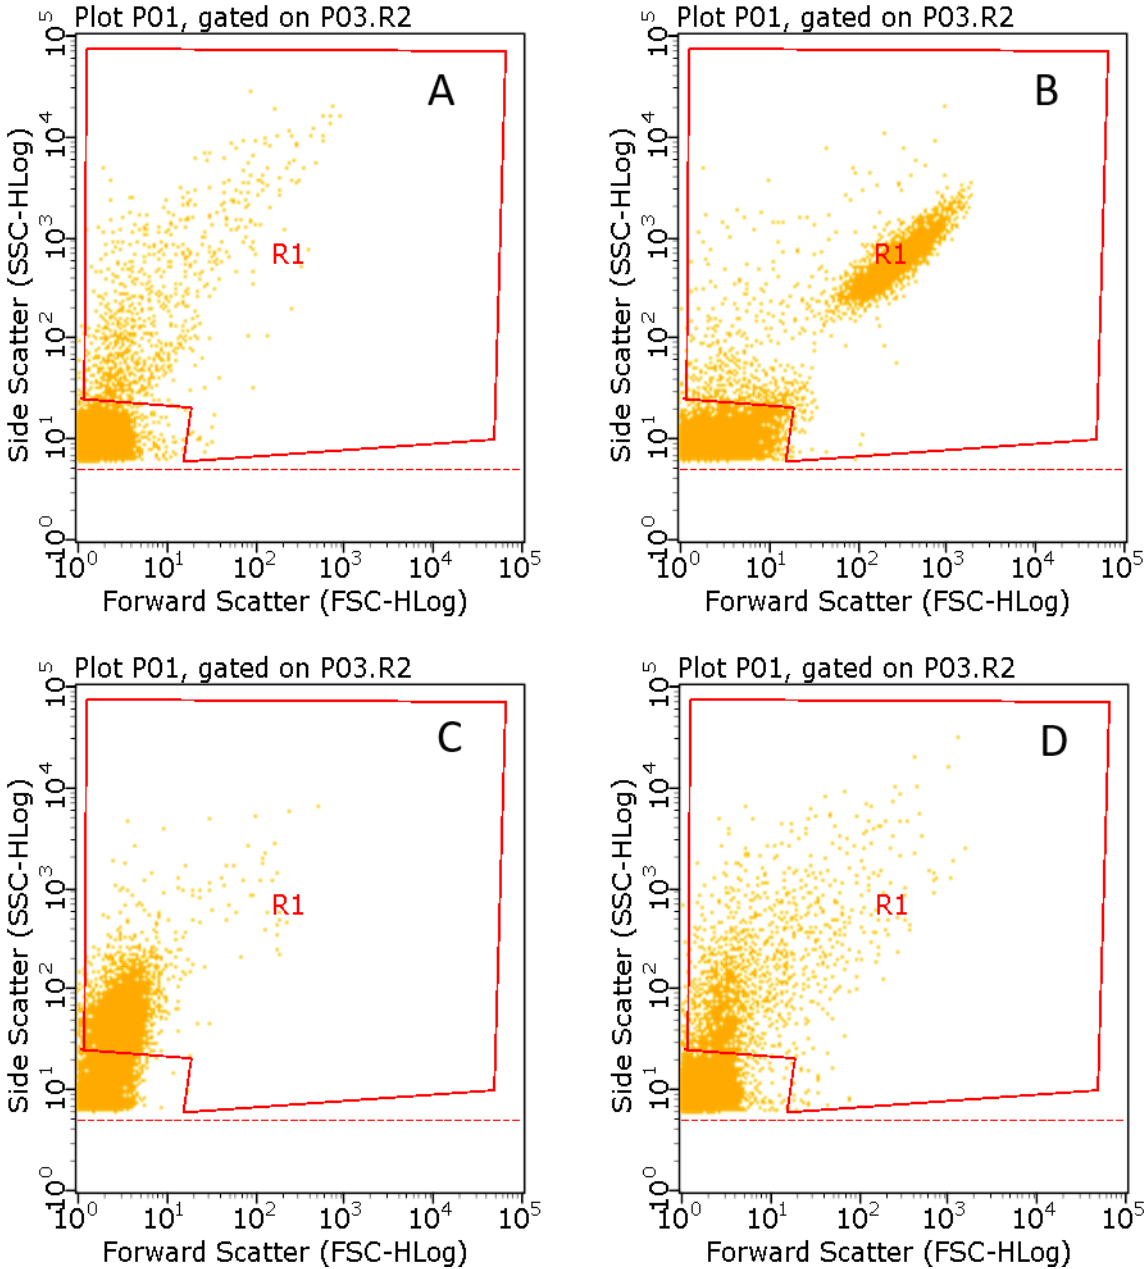 Plot P01, gated on P03.R2
A
R1
Side Scatter (SSC-HLog)
10^5
10^4
10^3
10^2
10^1
10^0
10^0 10^1 10^2 10^3 10^4 10^5
Forward Scatter (FSC-HLog)
Plot P01, gated on P03.R2
B
R1
Side Scatter (SSC-HLog)
10^5
10^4
10^3
10^2
10^1
10^0
10^0 10^1 10^2 10^3 10^4 10^5
Forward Scatter (FSC-HLog)
Plot P01, gated on P03.R2
C
R1
Side Scatter (SSC-HLog)
10^5
10^4
10^3
10^2
10^1
10^0
10^0 10^1 10^2 10^3 10^4 10^5
Forward Scatter (FSC-HLog)
Plot P01, gated on P03.R2
D
R1
Side Scatter (SSC-HLog)
10^5
10^4
10^3
10^2
10^1
10^0
10^0 10^1 10^2 10^3 10^4 10^5
Forward Scatter (FSC-HLog)